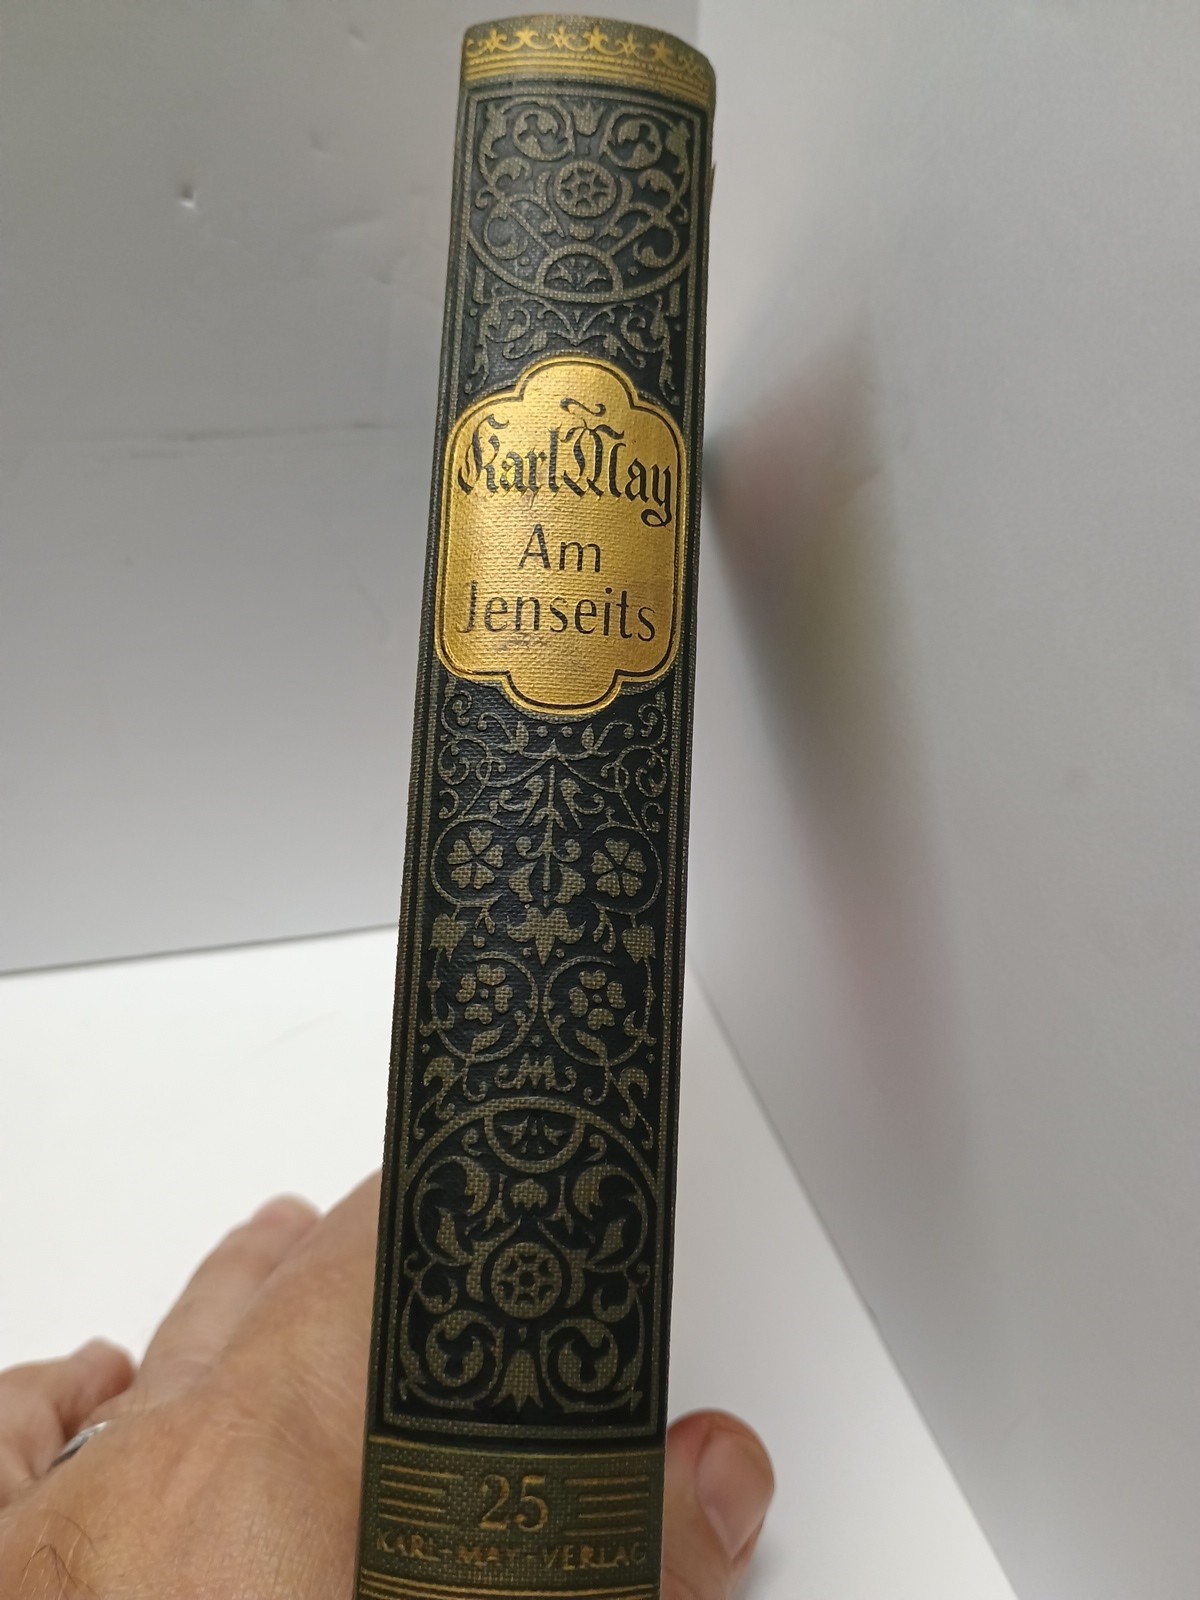 Karl May
Am
Jenseits
25
KARL-MAY-VERLAG